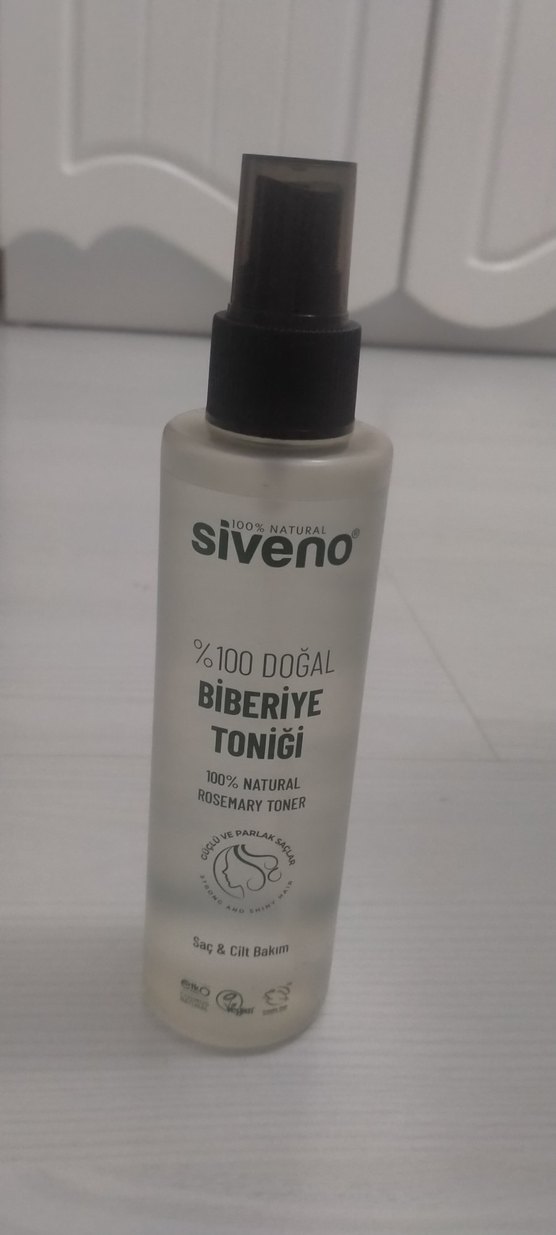 100% NATURAL
siveno®
%100 DOĞAL
BİBERİYE
TONİĞİ
100% NATURAL
ROSEMARY TONER
GÜÇLÜ VE PARLAK SAÇLAR
STRONG AND SHINY HAIR
Saç & Cilt Bakım